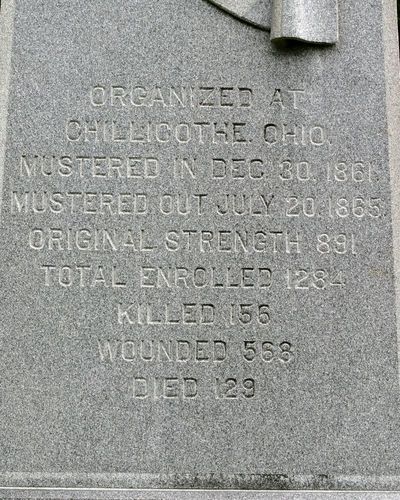 ORGANIZED AT
CHILLICOTHE, OHIO.
MUSTERED IN DEC. 30, 1861.
MUSTERED OUT JULY 20, 1865.
ORIGINAL STRENGTH 891
TOTAL ENROLLED 1284
KILLED 156
WOUNDED 568
DIED 129